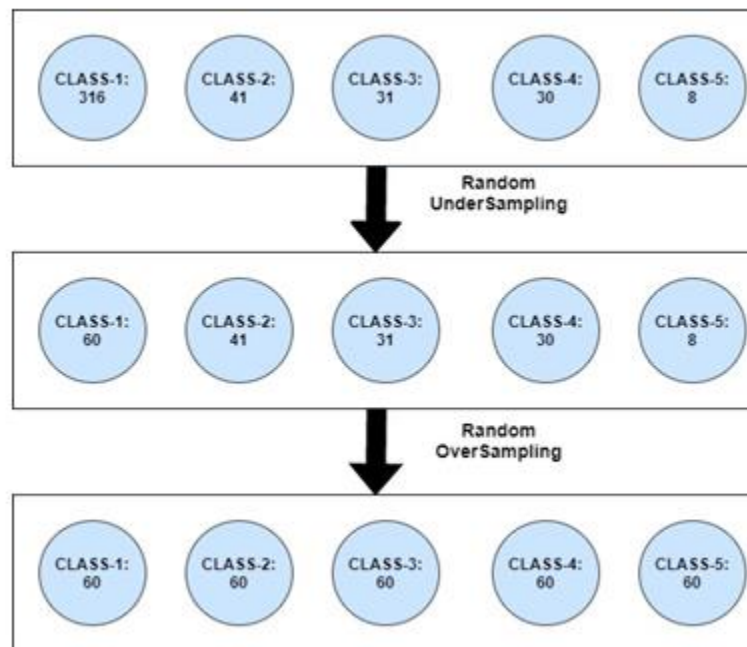 CLASS-1:
316
CLASS-2:
41
CLASS-3:
31
CLASS-4:
30
CLASS-5:
8
Random
UnderSampling
CLASS-1:
60
CLASS-2:
41
CLASS-3:
31
CLASS-4:
30
CLASS-5:
8
Random
OverSampling
CLASS-1:
60
CLASS-2:
60
CLASS-3:
60
CLASS-4:
60
CLASS-5:
60